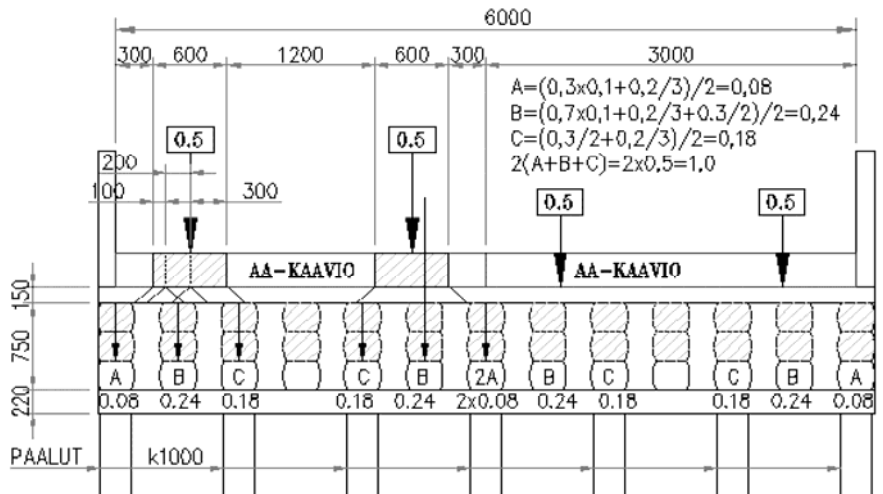 6000
300 600 1200 600 300 3000
A=(0,3x0,1+0,2/3)/2=0,08
B=(0,7x0,1+0,2/3+0.3/2)/2=0,24
C=(0,3/2+0,2/3)/2=0,18
2(A+B+C)=2x0,5=1,0
0.5 0.5
200
100 300
0.5 0.5
AA-KAAVIO AA-KAAVIO
150
750
220
A B C C B 2A B C C B A
0.08 0.24 0.18 0.18 0.24 2x0.08 0.24 0.18 0.18 0.24 0.08
PAALUT k1000